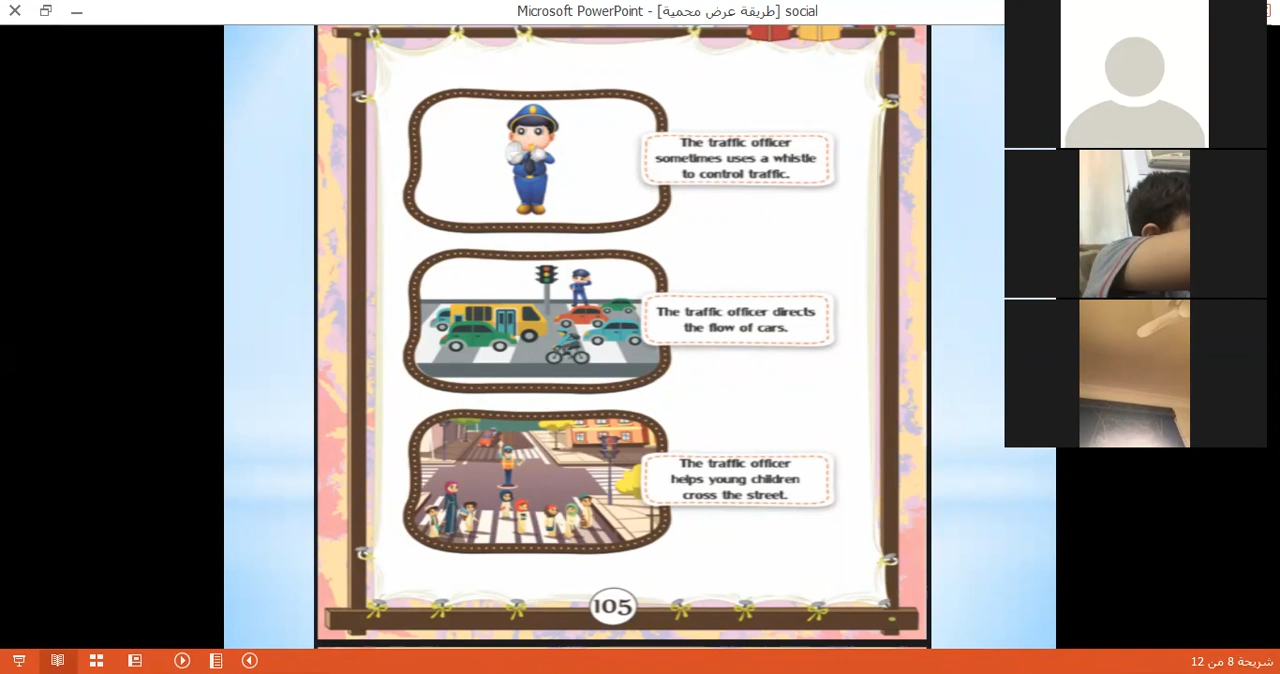 social [طريقة عرض محمية] - Microsoft PowerPoint
The traffic officer
sometimes uses a whistle
to control traffic.
The traffic officer directs
the flow of cars.
The traffic officer
helps young children
cross the street.
105
شريحة 8 من 12